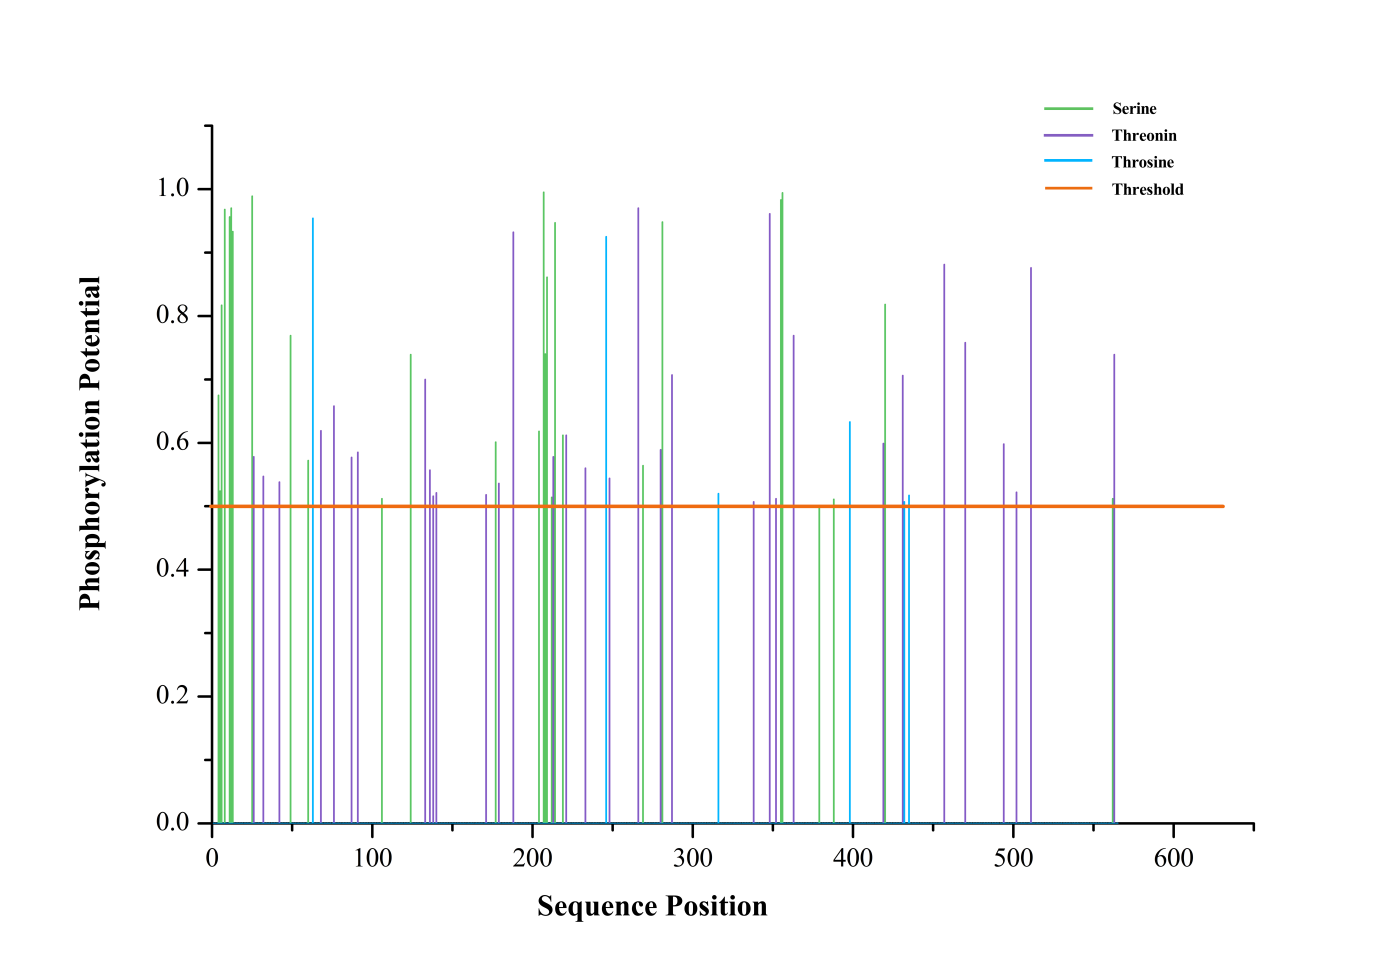 Serine
Threonin
Throsine
Threshold
1.0
0.8
0.6
0.4
0.2
0.0
Phosphorylation Potential
0 100 200 300 400 500 600
Sequence Position